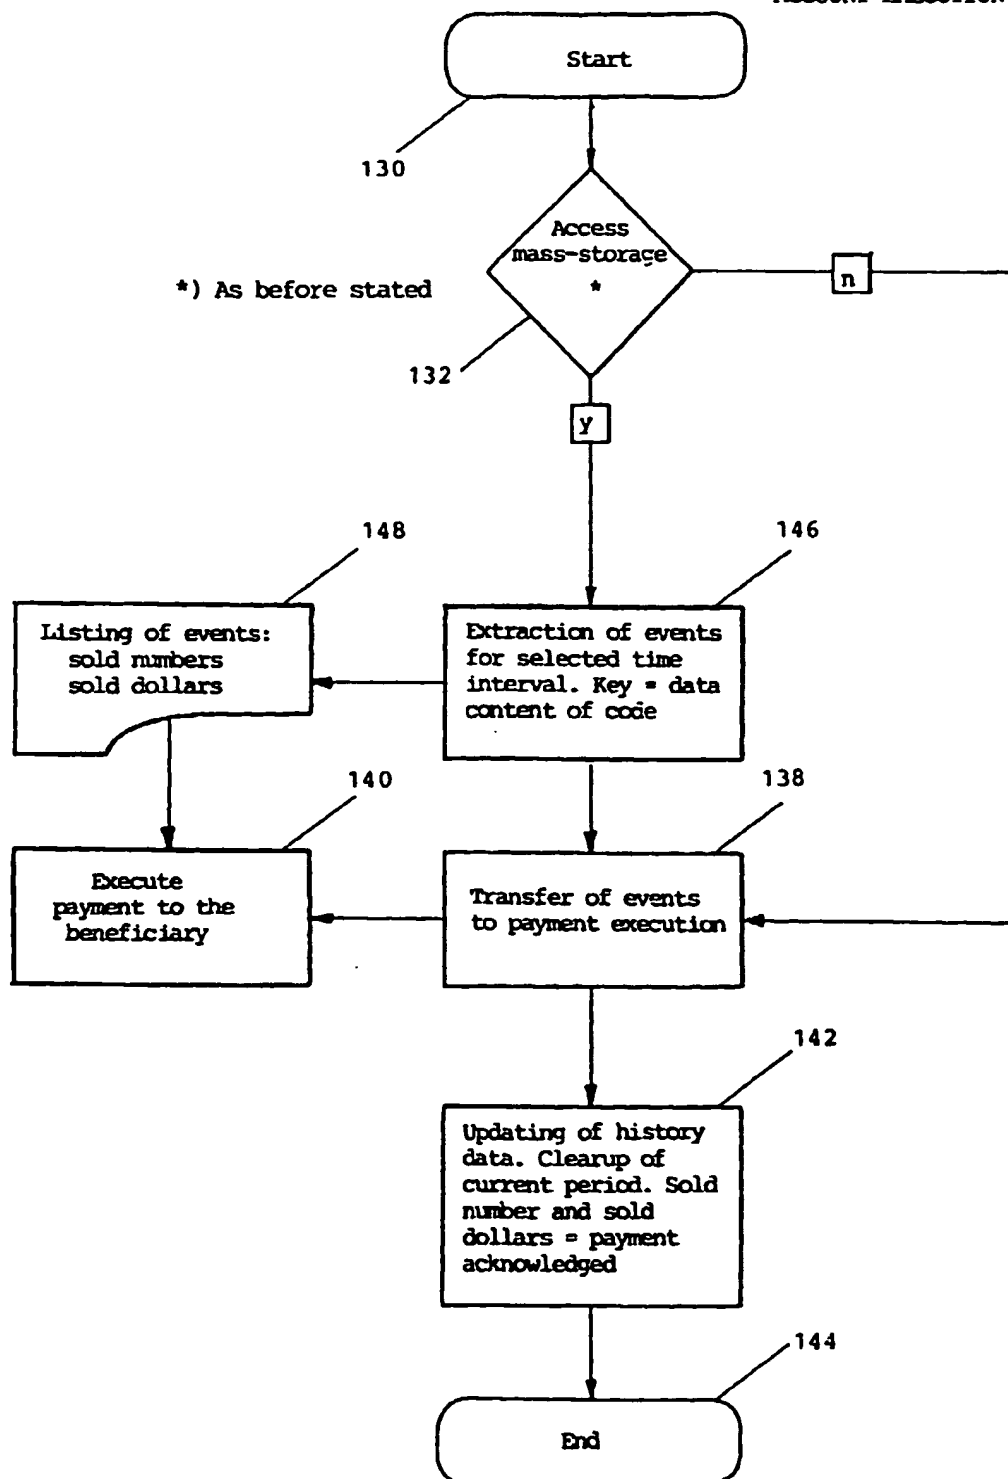 Start
130
Access
mass-storage
*
n
*) As before stated
132
y
148
146
Listing of events:
sold numbers
sold dollars
Extraction of events
for selected time
interval. Key = data
content of code
140
138
Execute
payment to the
beneficiary
Transfer of events
to payment execution
142
Updating of history
data. Clearup of
current period. Sold
number and sold
dollars = payment
acknowledged
144
End